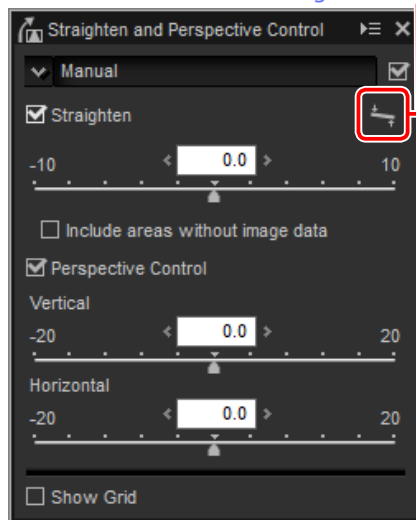 Straighten and Perspective Control
Manual
Straighten
-10 0.0 10
Include areas without image data
Perspective Control
Vertical
-20 0.0 20
Horizontal
-20 0.0 20
Show Grid